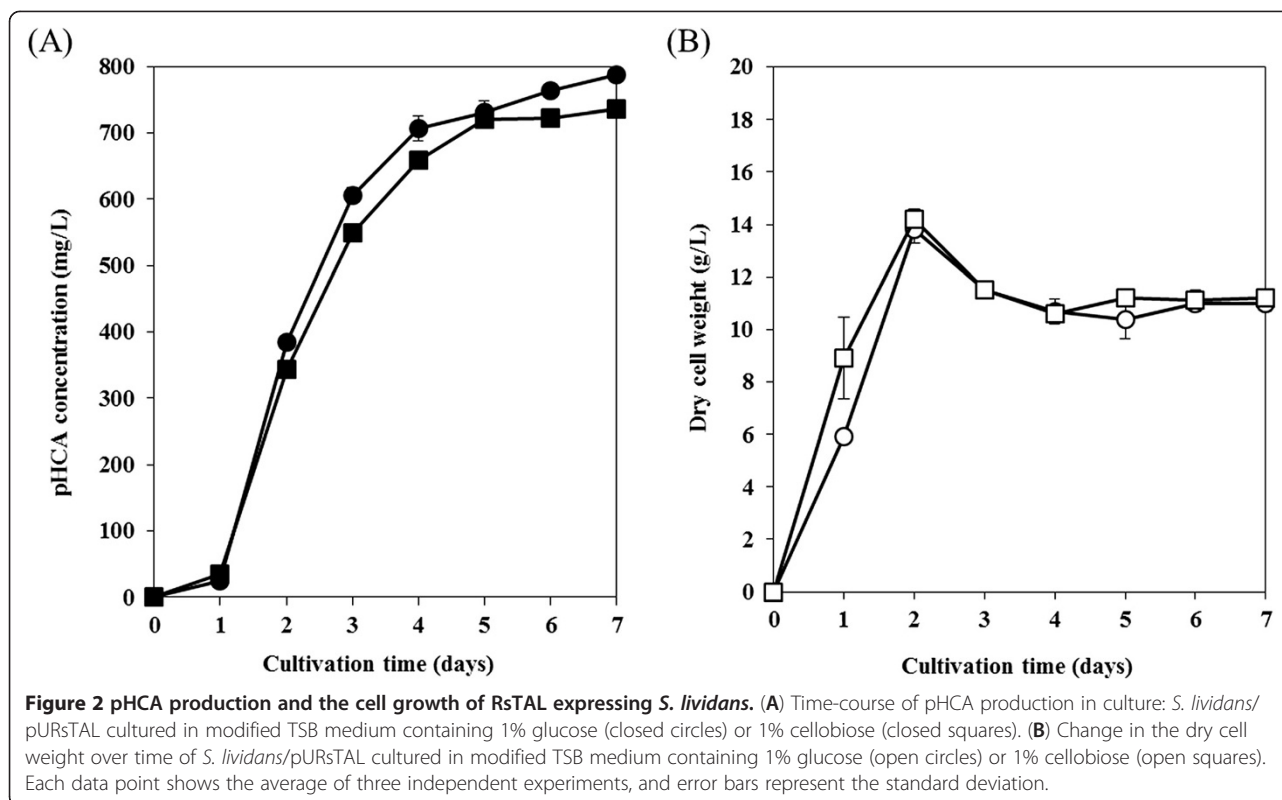 (A)
800
700
600
500
400
300
200
100
0
0 1 2 3 4 5 6 7
pHCA concentration (mg/L)
Cultivation time (days)
(B)
20
18
16
14
12
10
8
6
4
2
0
0 1 2 3 4 5 6 7
Dry cell weight (g/L)
Cultivation time (days)
Figure 2 pHCA production and the cell growth of RsTAL expressing S. lividans. (A) Time-course of pHCA production in culture: S. lividans/
pURsTAL cultured in modified TSB medium containing 1% glucose (closed circles) or 1% cellobiose (closed squares). (B) Change in the dry cell
weight over time of S. lividans/pURsTAL cultured in modified TSB medium containing 1% glucose (open circles) or 1% cellobiose (open squares).
Each data point shows the average of three independent experiments, and error bars represent the standard deviation.